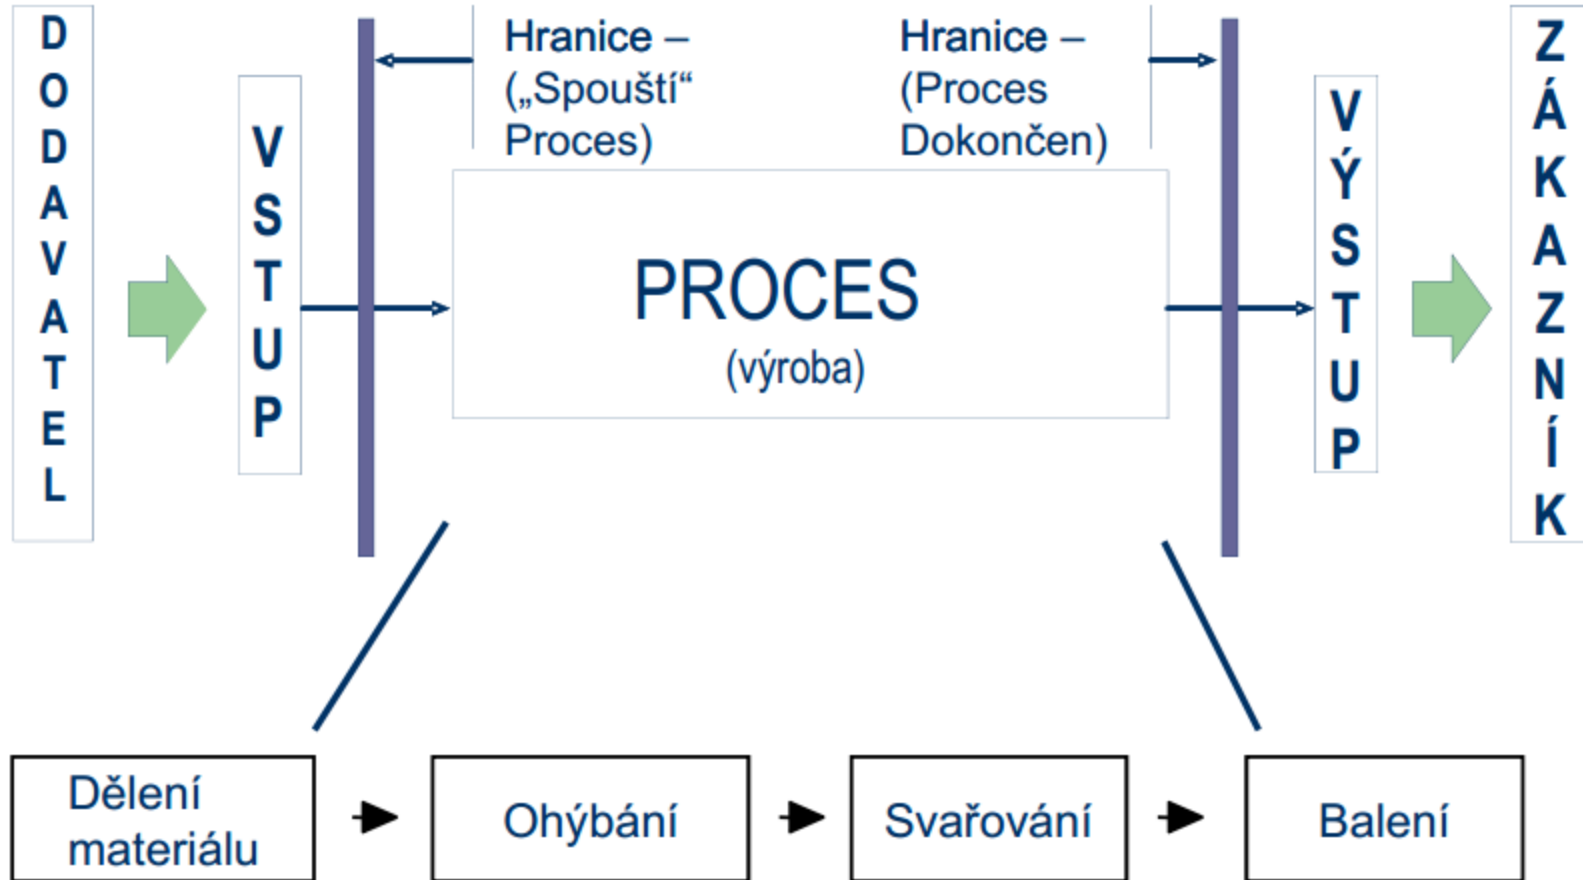 DODAVATEL
VSTUP
Hranice –
(„Spouští“
Proces)
Hranice –
(Proces
Dokončen)
PROCES
(výroba)
VÝSTUP
ZÁKAZNÍK
Dělení
materiálu
Ohýbání
Svařování
Balení